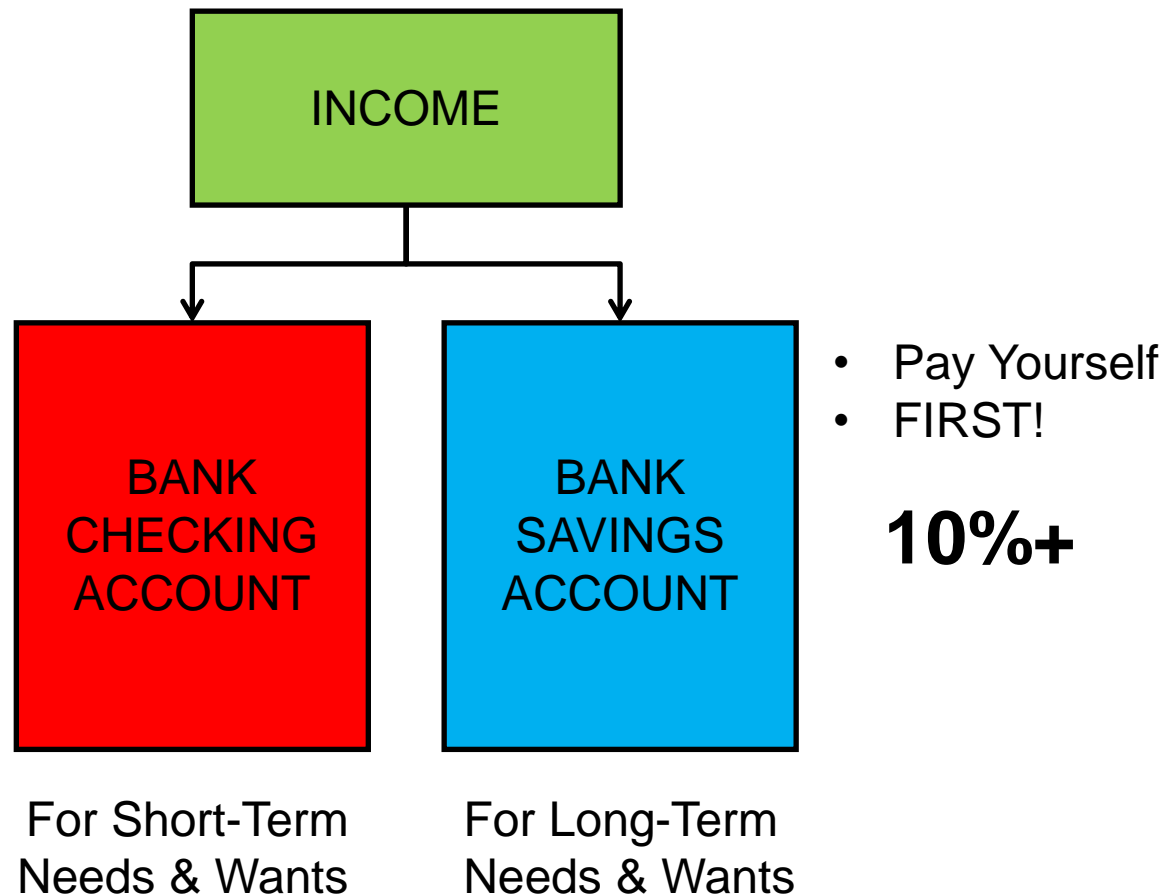 INCOME
BANK
CHECKING
ACCOUNT
BANK
SAVINGS
ACCOUNT
• Pay Yourself
• FIRST!
10%+
For Short-Term
Needs & Wants
For Long-Term
Needs & Wants